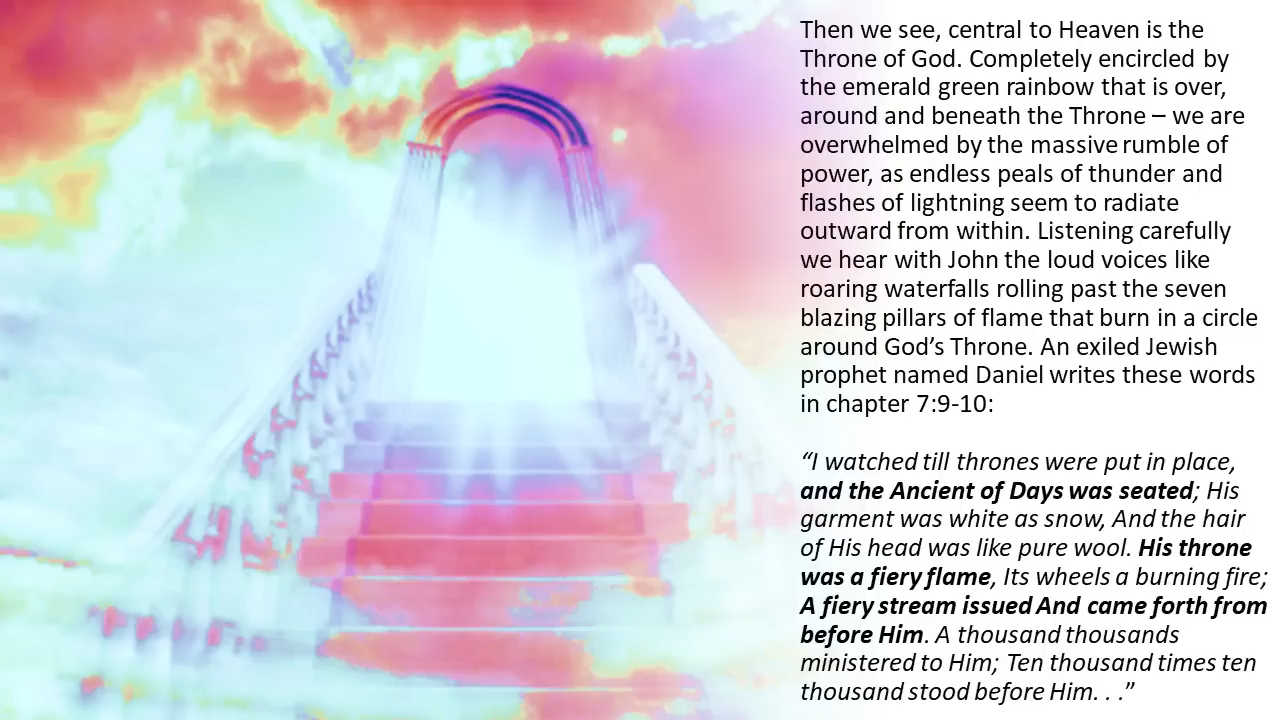 Then we see, central to Heaven is the
Throne of God. Completely encircled by
the emerald green rainbow that is over,
around and beneath the Throne – we are
overwhelmed by the massive rumble of
power, as endless peals of thunder and
flashes of lightning seem to radiate
outward from within. Listening carefully
we hear with John the loud voices like
roaring waterfalls rolling past the seven
blazing pillars of flame that burn in a circle
around God’s Throne. An exiled Jewish
prophet named Daniel writes these words
in chapter 7:9-10:
“I watched till thrones were put in place,
and the Ancient of Days was seated; His
garment was white as snow, And the hair
of His head was like pure wool. His throne
was a fiery flame, Its wheels a burning fire;
A fiery stream issued And came forth from
before Him. A thousand thousands
ministered to Him; Ten thousand times ten
thousand stood before Him. . .”